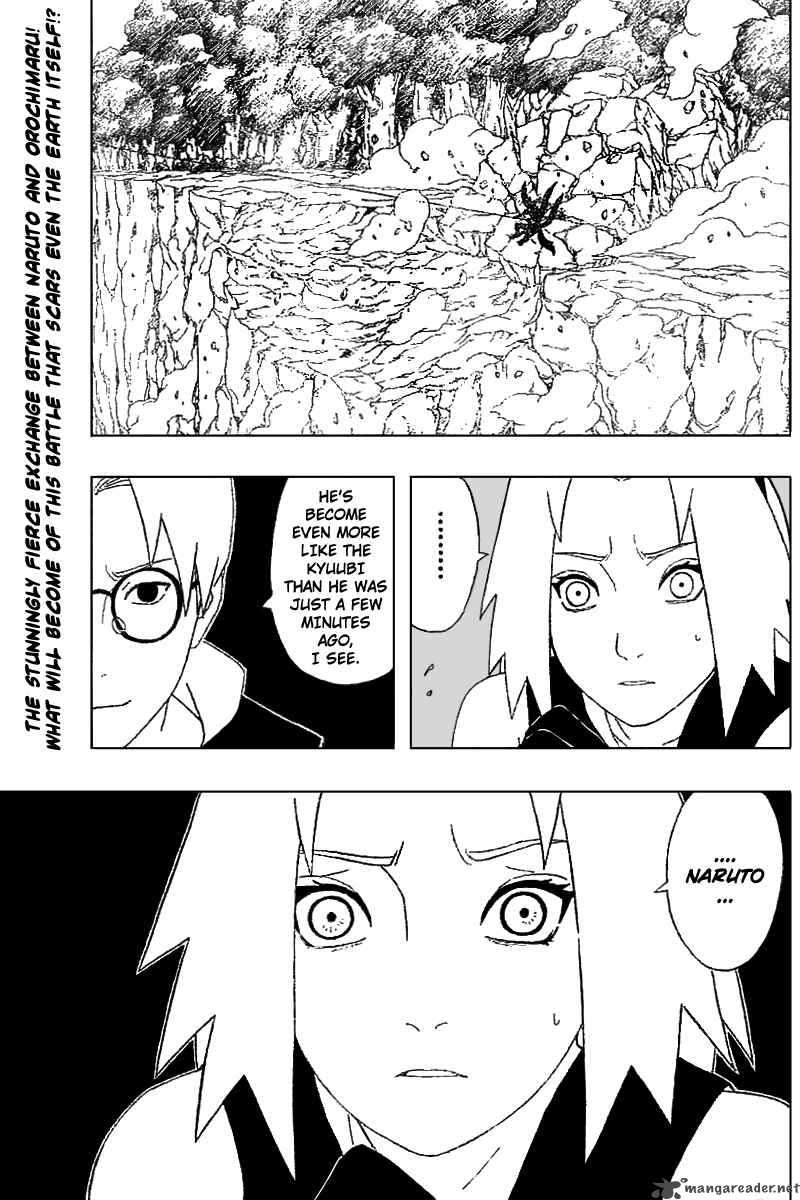 THE STUNNINGLY FIERCE EXCHANGE BETWEEN NARUTO AND OROCHIMARU!
WHAT WILL BECOME OF THIS BATTLE THAT SCARS EVEN THE EARTH ITSELF!?
.........
HE'S
BECOME
EVEN MORE
LIKE THE
KYUUBI
THAN HE WAS
JUST A FEW
MINUTES
AGO,
I SEE.
....
NARUTO
...
mangareader.net